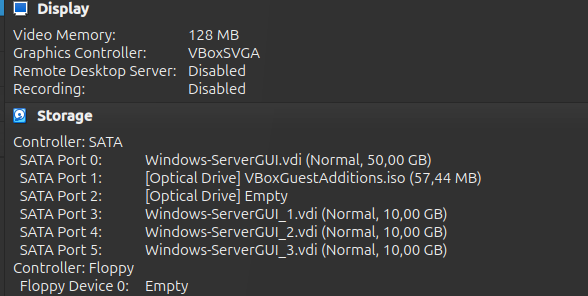 Display
Video Memory: 128 MB
Graphics Controller: VBoxSVGA
Remote Desktop Server: Disabled
Recording: Disabled
Storage
Controller: SATA
SATA Port 0: Windows-ServerGUI.vdi (Normal, 50,00 GB)
SATA Port 1: [Optical Drive] VBoxGuestAdditions.iso (57,44 MB)
SATA Port 2: [Optical Drive] Empty
SATA Port 3: Windows-ServerGUI_1.vdi (Normal, 10,00 GB)
SATA Port 4: Windows-ServerGUI_2.vdi (Normal, 10,00 GB)
SATA Port 5: Windows-ServerGUI_3.vdi (Normal, 10,00 GB)
Controller: Floppy
Floppy Device 0: Empty